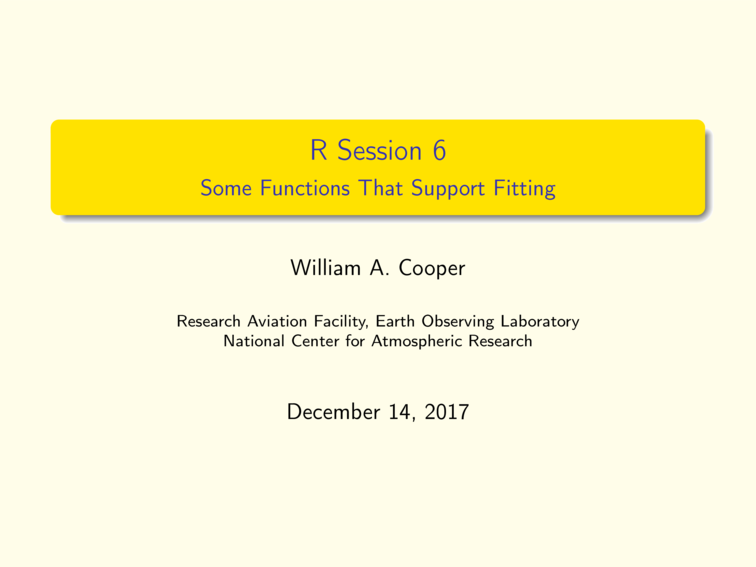 R Session 6
Some Functions That Support Fitting
William A. Cooper
Research Aviation Facility, Earth Observing Laboratory
National Center for Atmospheric Research
December 14, 2017